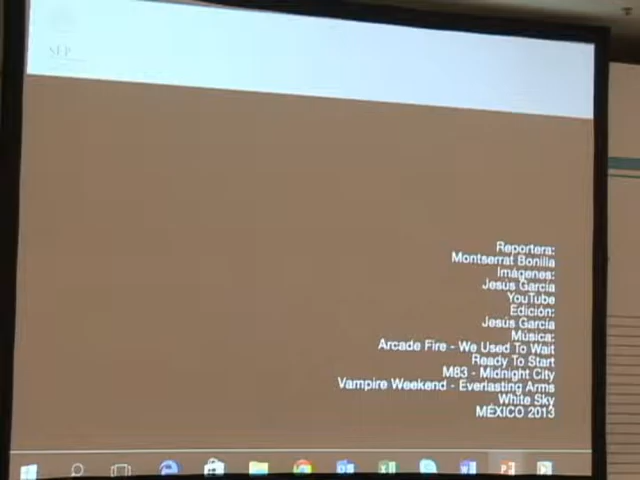 SEP
Reportera:
Montserrat Bonilla
Imágenes:
Jesús García
YouTube
Edición:
Jesús García
Música:
Arcade Fire - We Used To Wait
Ready To Start
M83 - Midnight City
Vampire Weekend - Everlasting Arms
White Sky
MÉXICO 2013